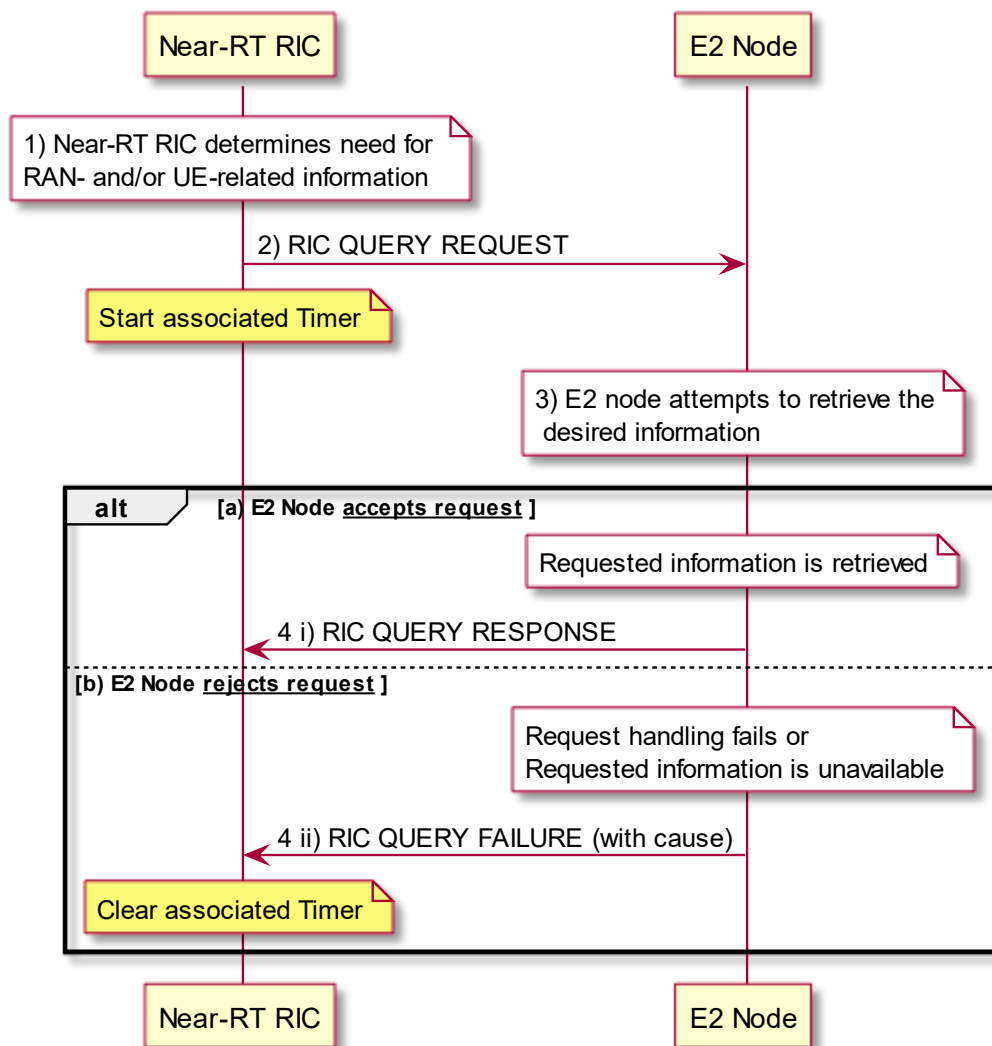 Near-RT RIC
E2 Node
1) Near-RT RIC determines need for
RAN- and/or UE-related information
2) RIC QUERY REQUEST
Start associated Timer
3) E2 node attempts to retrieve the
desired information
alt
[a) E2 Node accepts request ]
Requested information is retrieved
4 i) RIC QUERY RESPONSE
[b) E2 Node rejects request ]
Request handling fails or
Requested information is unavailable
4 ii) RIC QUERY FAILURE (with cause)
Clear associated Timer
Near-RT RIC
E2 Node